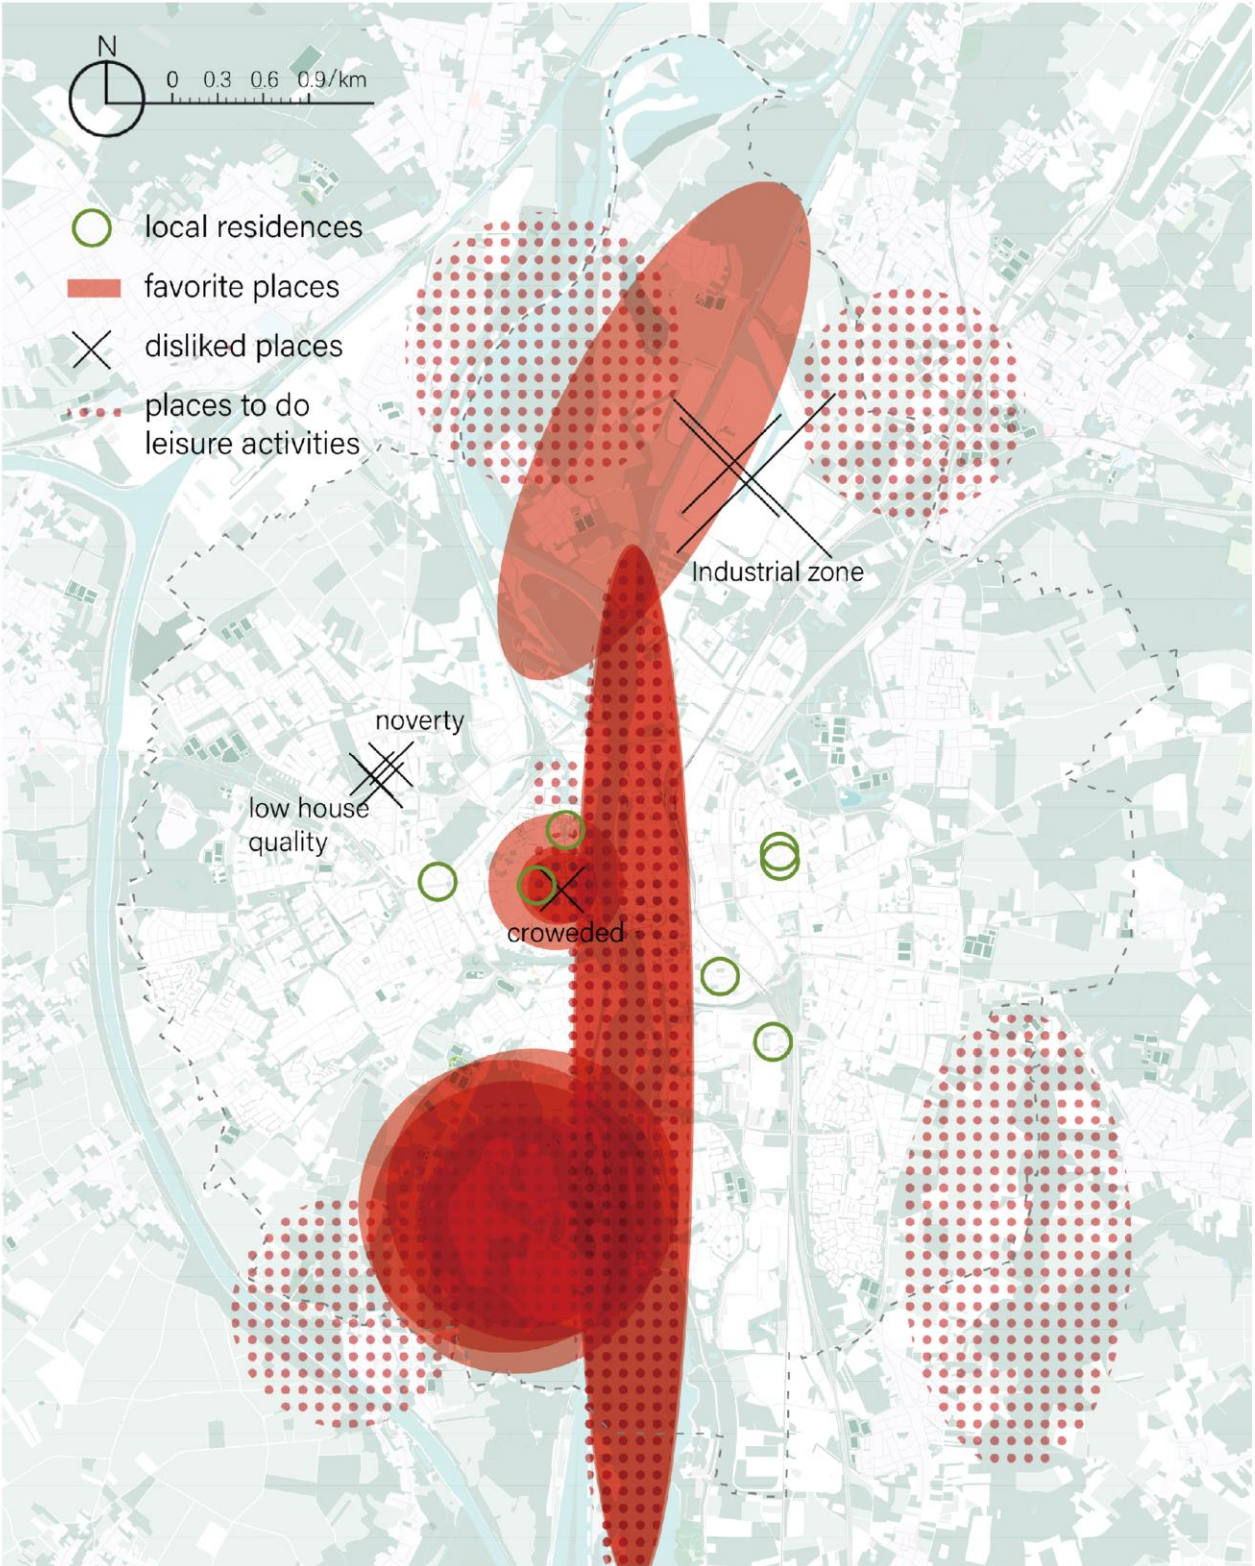 N
0 0.3 0.6 0.9/km
local residences
favorite places
disliked places
places to do
leisure activities
Industrial zone
noverty
low house
quality
croweded